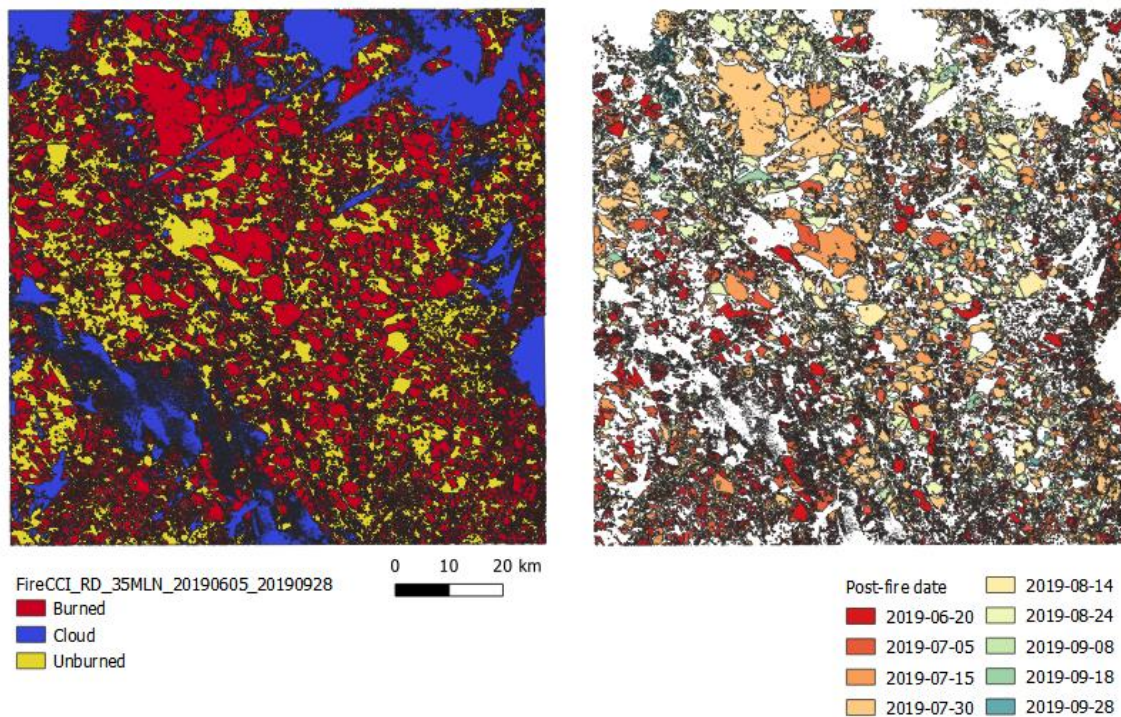 FireCCI_RD_35MLN_20190605_20190928
Burned
Cloud
Unburned
0 10 20 km
Post-fire date
2019-06-20
2019-07-05
2019-07-15
2019-07-30
2019-08-14
2019-08-24
2019-09-08
2019-09-18
2019-09-28